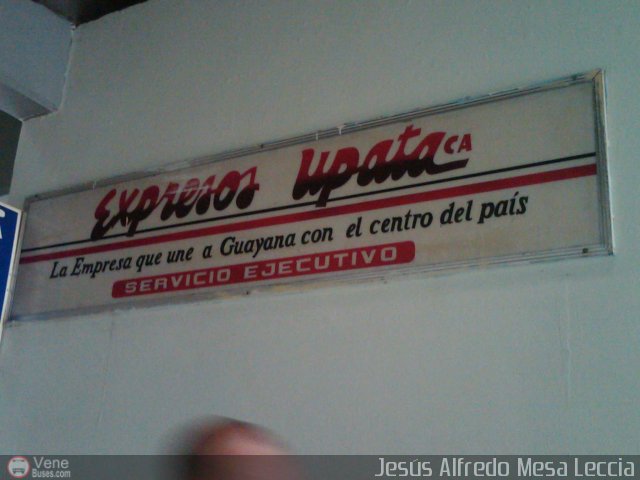 Expresos Upata CA
La Empresa que une a Guayana con el centro del país
SERVICIO EJECUTIVO
Vene
Buses.com
Jesús Alfredo Mesa Leccia